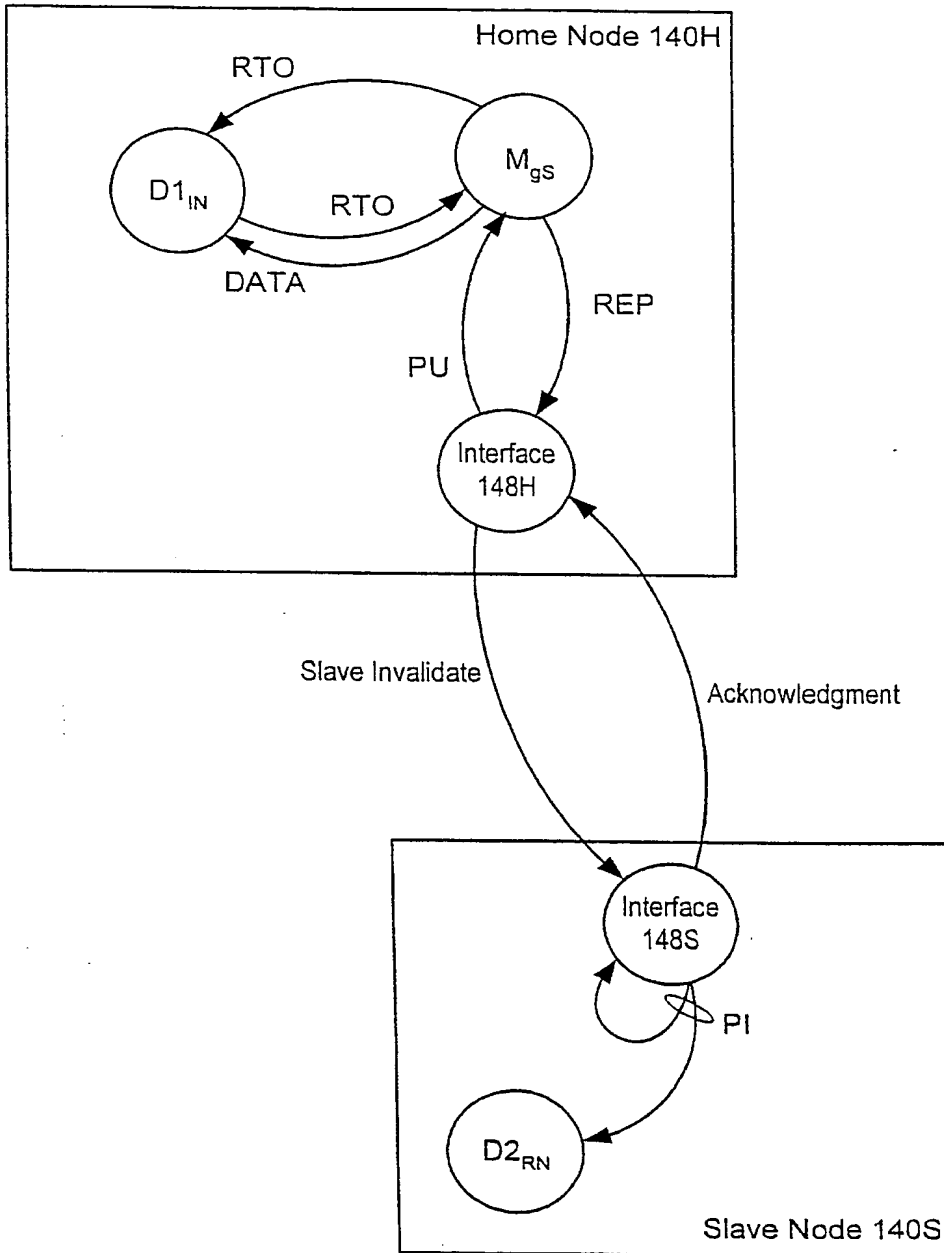 Home Node 140H
RTO
D1IN
MgS
RTO
DATA
REP
PU
Interface
148H
Slave Invalidate
Acknowledgment
Interface
148S
PI
D2RN
Slave Node 140S